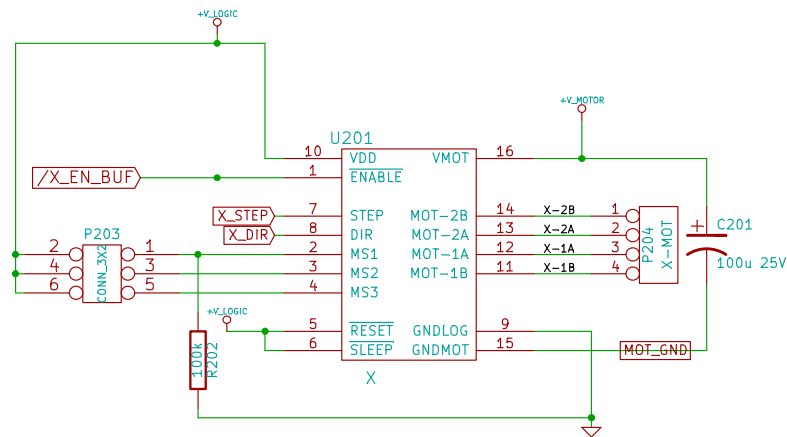 +V_LOGIC
+V_MOTOR
U201
10 VDD VMOT 16
/X_EN_BUF 1 ENABLE
X_STEP 7 STEP MOT-2B 14 X-2B 1
X_DIR 8 DIR MOT-2A 13 X-2A 2
2 MS1 MOT-1A 12 X-1A 3
3 MS2 MOT-1B 11 X-1B 4
4 MS3
P204
X-MOT
C201
100u 25V
P203
2 1
4 3
6 5
CONN_3X2
+V_LOGIC
5 RESET GNDLOG 9
6 SLEEP GNDMOT 15 MOT_GND
100k
R202
X